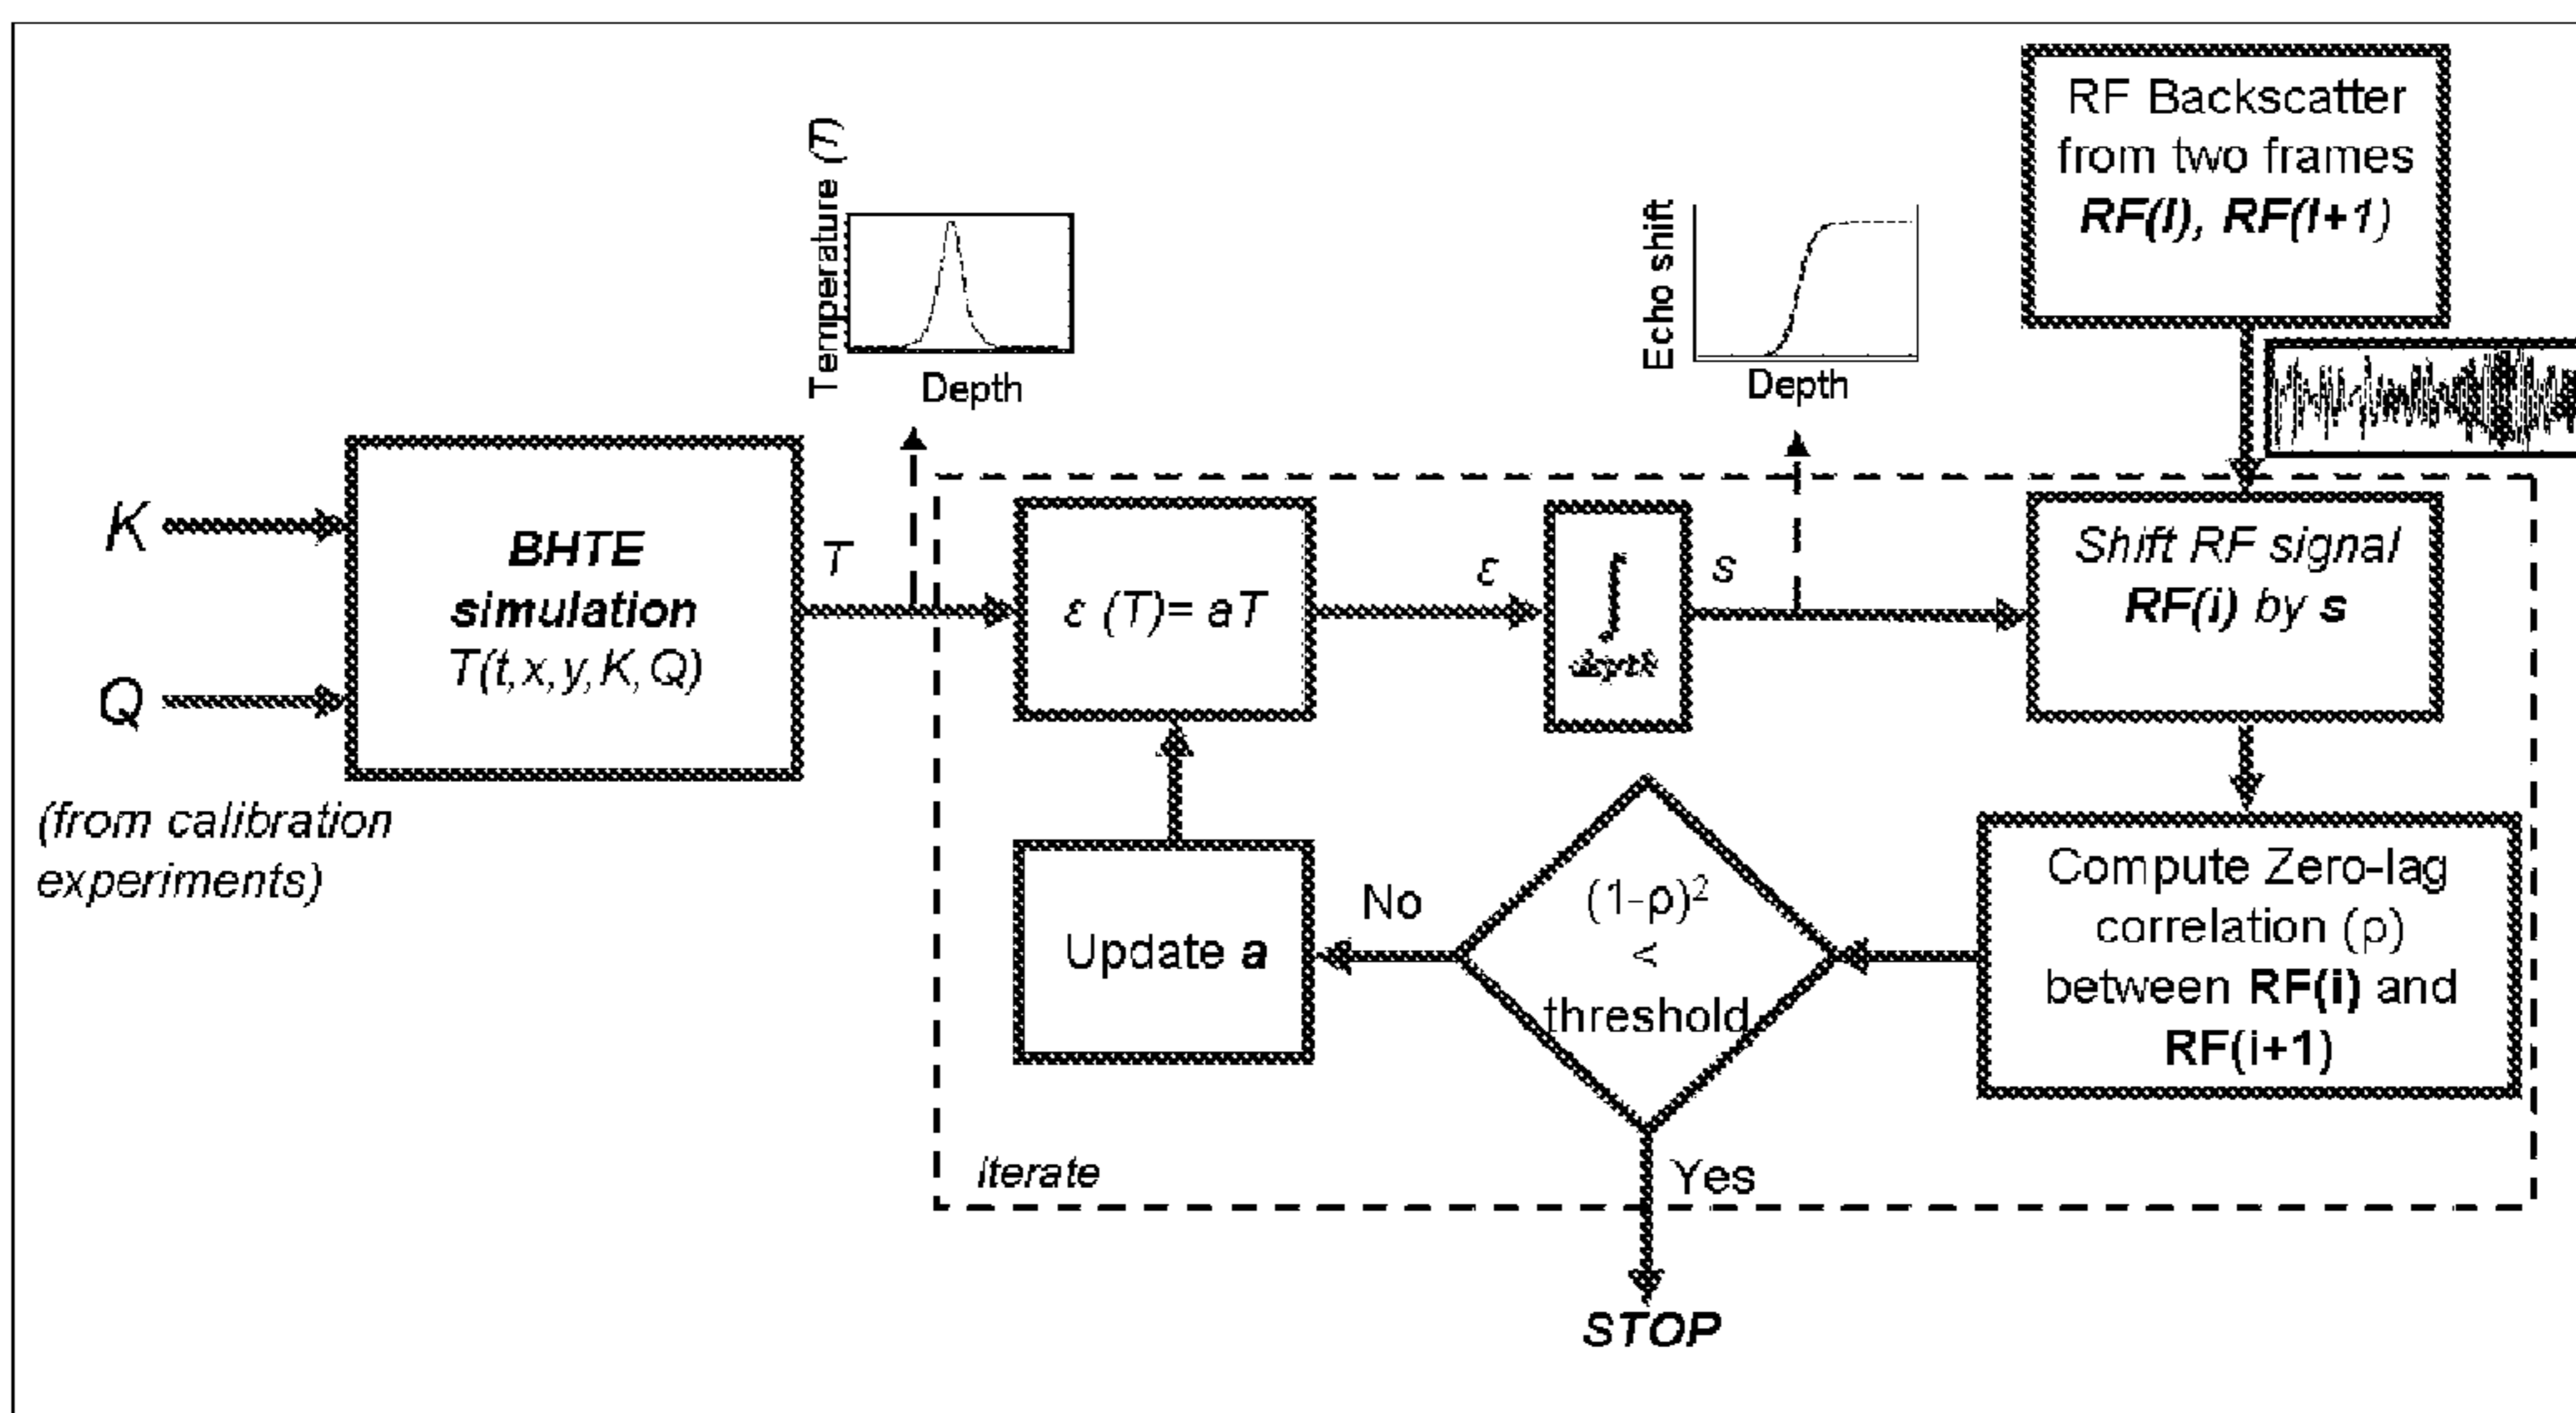 RF Backscatter
from two frames
RF(I), RF(I+1)
Temperature (T)
Depth
Echo shift
Depth
K
Q
(from calibration
experiments)
BHTE
simulation
T(t,x,y,K,Q)
T
ε (T)= aT
ε
∫
depth
s
Shift RF signal
RF(i) by s
Compute Zero-lag
correlation (ρ)
between RF(i) and
RF(i+1)
(1-ρ)²
<
threshold
No
Update a
Iterate
Yes
STOP